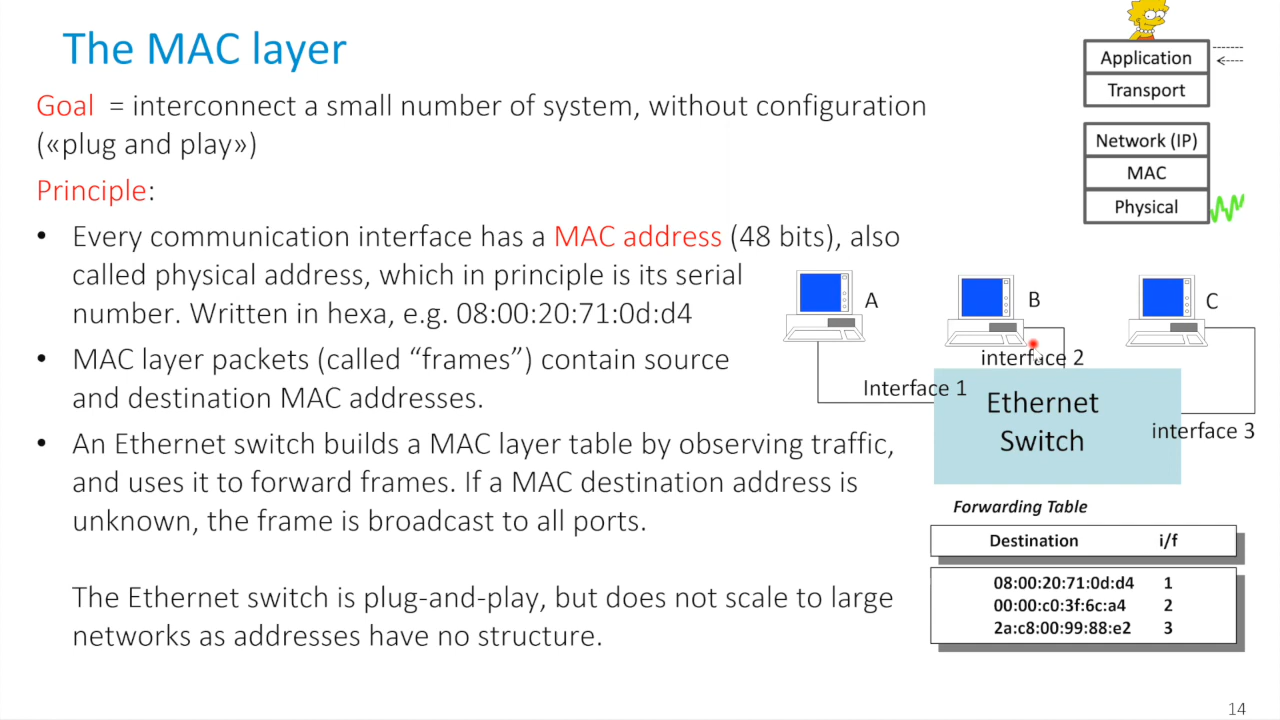 The MAC layer
Goal = interconnect a small number of system, without configuration
(«plug and play»)
Principle:
• Every communication interface has a MAC address (48 bits), also
called physical address, which in principle is its serial
number. Written in hexa, e.g. 08:00:20:71:0d:d4
• MAC layer packets (called “frames”) contain source
and destination MAC addresses.
• An Ethernet switch builds a MAC layer table by observing traffic,
and uses it to forward frames. If a MAC destination address is
unknown, the frame is broadcast to all ports.
The Ethernet switch is plug-and-play, but does not scale to large
networks as addresses have no structure.
Application
Transport
Network (IP)
MAC
Physical
A
B
C
interface 2
Interface 1
Ethernet
Switch
interface 3
Forwarding Table
Destination i/f
08:00:20:71:0d:d4 1
00:00:c0:3f:6c:a4 2
2a:c8:00:99:88:e2 3
14